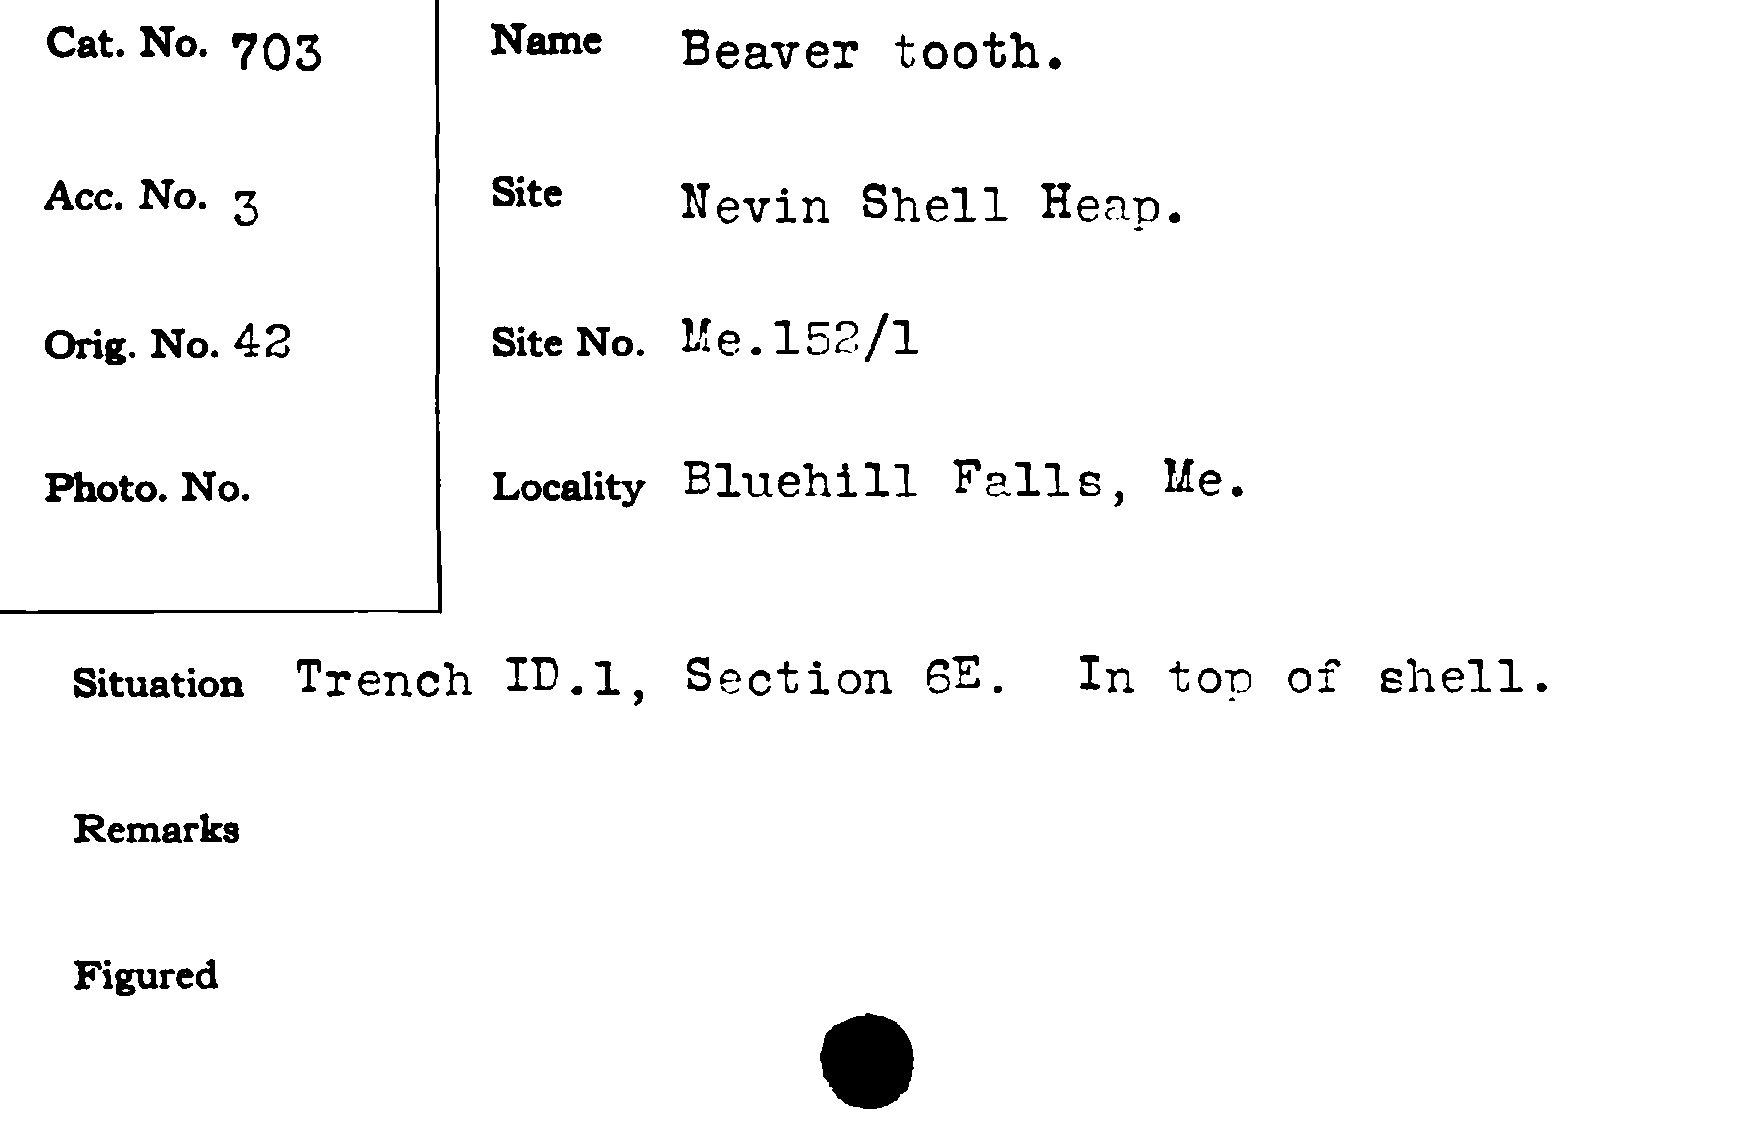 Cat. No. 703
Name Beaver tooth.
Acc. No. 3
Site Nevin Shell Heap.
Orig. No. 42
Site No. Me.152/1
Photo. No.
Locality Bluehill Falls, Me.
Situation Trench ID.1, Section 6E. In top of shell.
Remarks
Figured